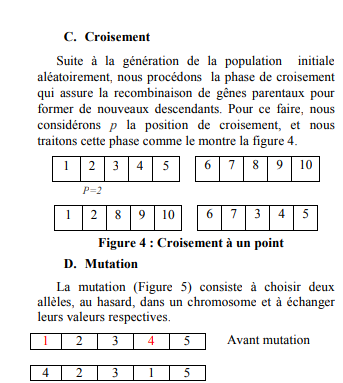 C. Croisement
Suite à la génération de la population initiale
aléatoirement, nous procédons la phase de croisement
qui assure la recombinaison de gênes parentaux pour
former de nouveaux descendants. Pour ce faire, nous
considérons p la position de croisement, et nous
traitons cette phase comme le montre la figure 4.
1 2 3 4 5 6 7 8 9 10
P=2
1 2 8 9 10 6 7 3 4 5
Figure 4 : Croisement à un point
D. Mutation
La mutation (Figure 5) consiste à choisir deux
allèles, au hasard, dans un chromosome et à échanger
leurs valeurs respectives.
1 2 3 4 5 Avant mutation
4 2 3 1 5